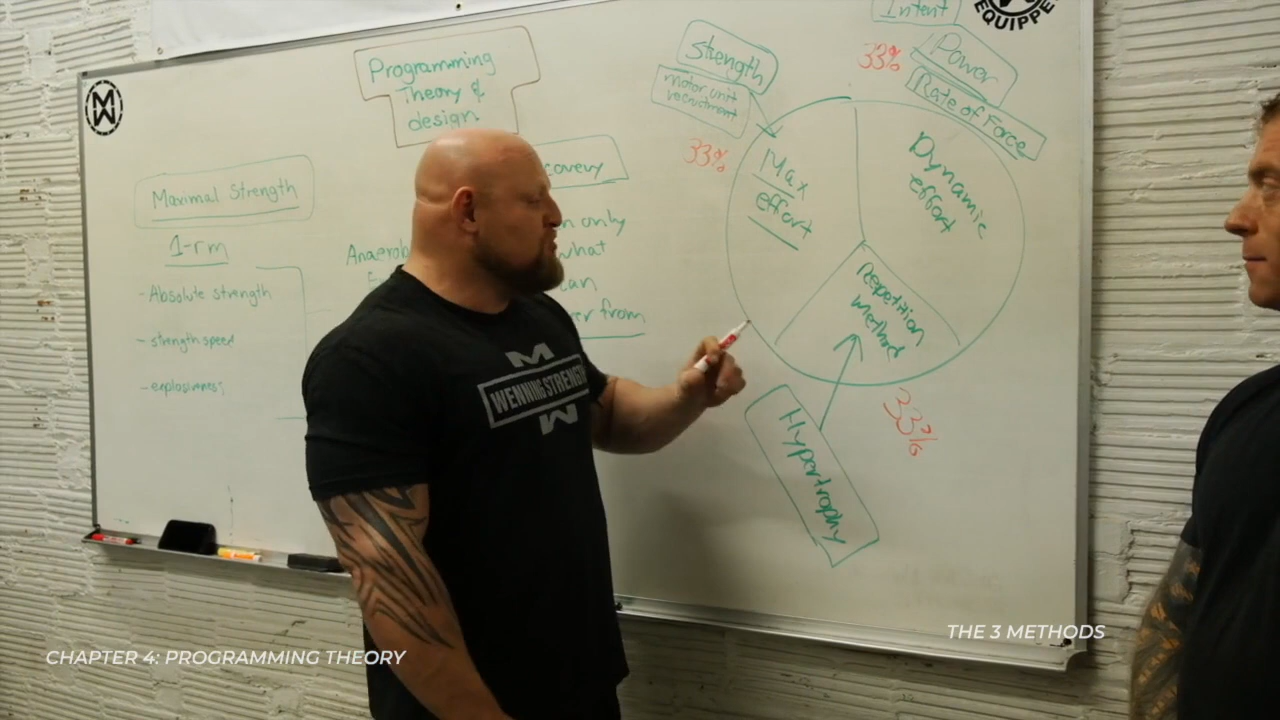 EQUIPPE
Intent
Programming
Theory &
design
Strength
motor unit
recruitment
33%
33%
Power
Rate of Force
Maximal Strength
1-rm
- Absolute strength
- strength speed
- explosiveness
covery
only
Anaerob
what
can
er from
Max
effort
Dynamic
effort
Repetition
Method
Hypertrophy
33%
WENNING STRENGTH
THE 3 METHODS
CHAPTER 4: PROGRAMMING THEORY